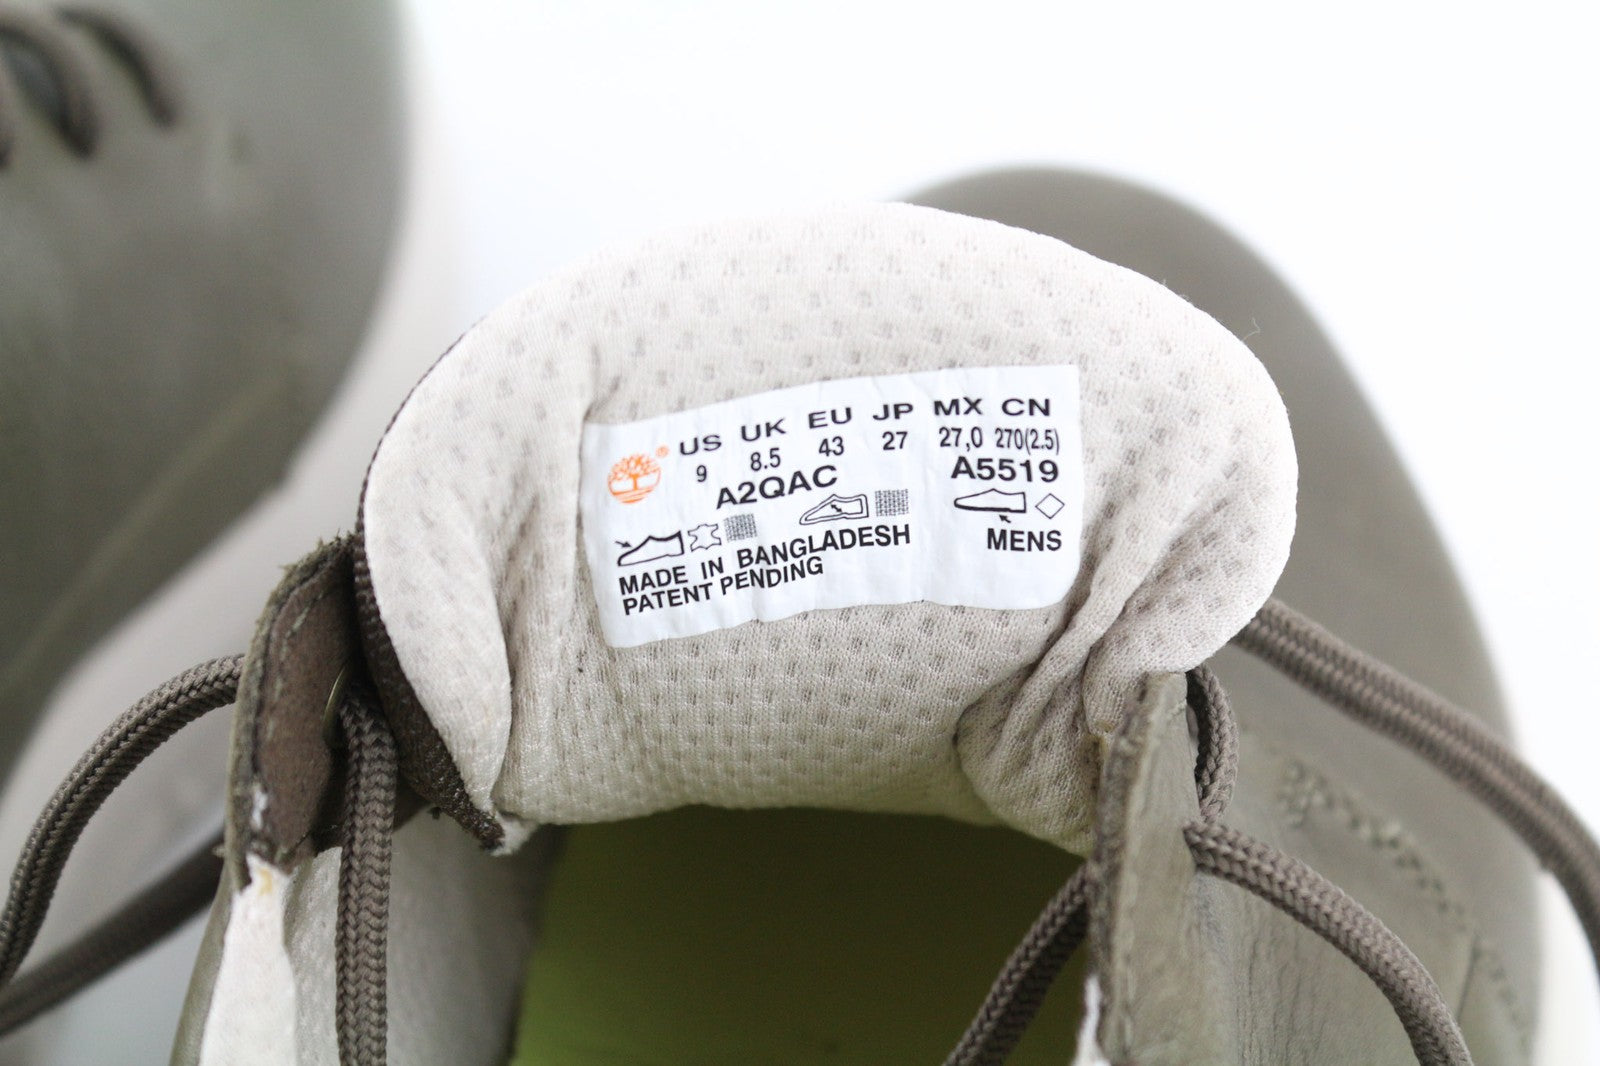 US UK EU JP MX CN
9 8.5 43 27 27,0 270(2.5)
A2QAC A5519
MADE IN BANGLADESH MENS
PATENT PENDING
®